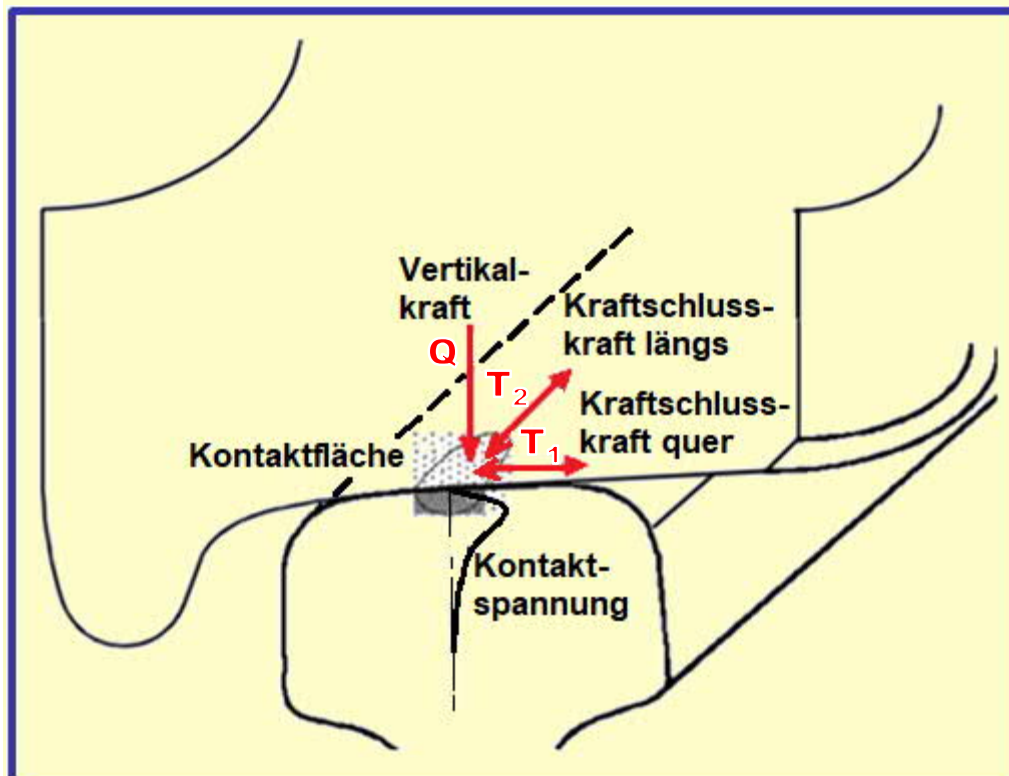 Vertikal-
kraft
Q
Kraftschluss-
kraft längs
T2
Kraftschluss-
kraft quer
T1
Kontaktfläche
Kontakt-
spannung